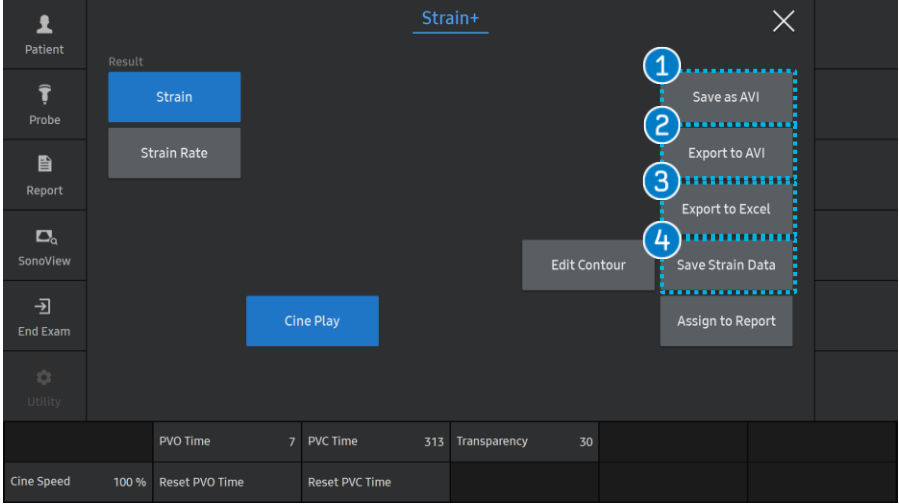 Strain+
Patient
Probe
Report
SonoView
End Exam
Utility
Result
Strain
Strain Rate
Cine Play
Edit Contour
1
Save as AVI
2
Export to AVI
3
Export to Excel
4
Save Strain Data
Assign to Report
PVO Time 7
PVC Time 313
Transparency 30
Cine Speed 100 %
Reset PVO Time
Reset PVC Time